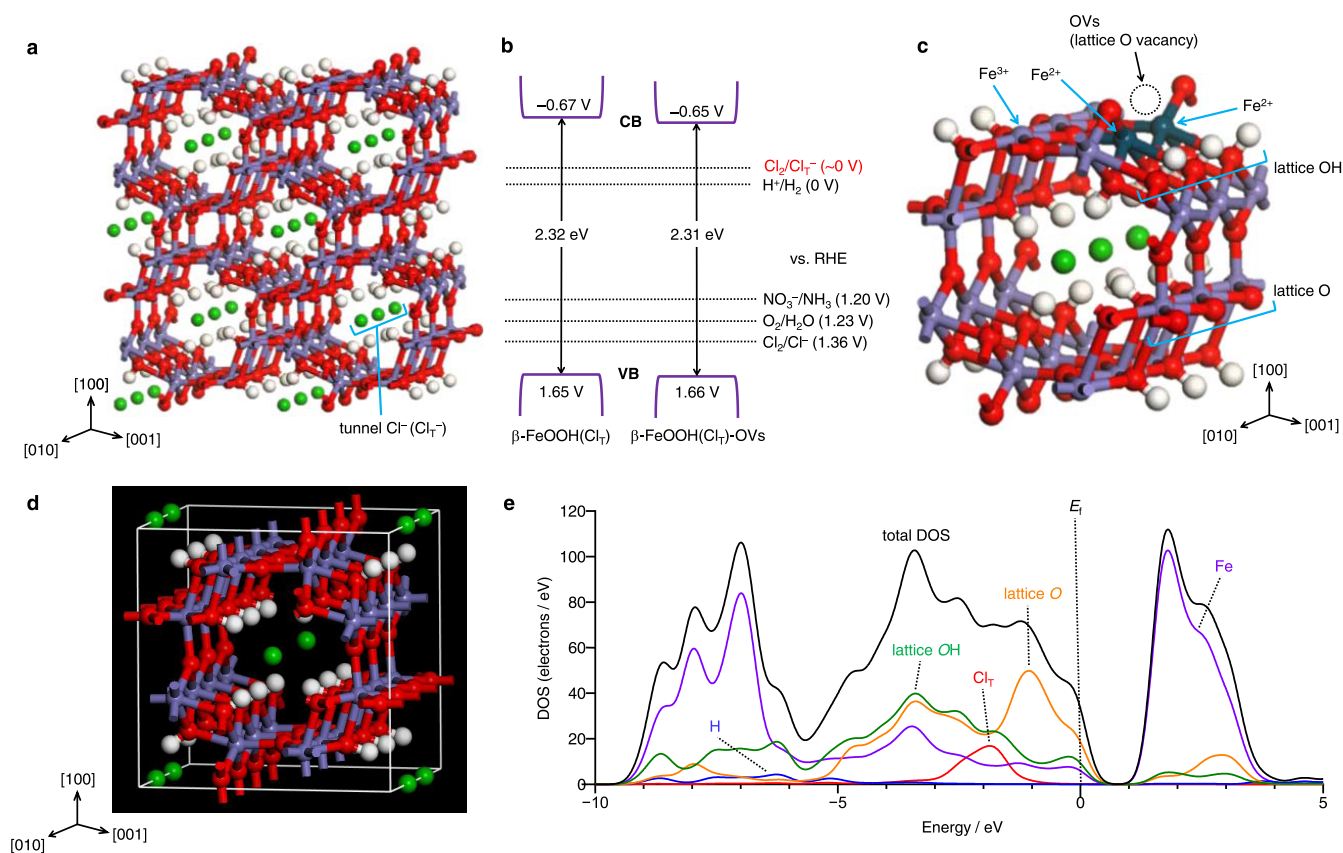 a
[100]
[010]
[001]
tunnel Cl⁻ (Cl_T⁻)
b
−0.67 V
−0.65 V
CB
Cl₂/Cl_T⁻ (~0 V)
H⁺/H₂ (0 V)
2.32 eV
2.31 eV
vs. RHE
NO₃⁻/NH₃ (1.20 V)
O₂/H₂O (1.23 V)
Cl₂/Cl⁻ (1.36 V)
VB
1.65 V
1.66 V
β-FeOOH(Cl_T)
β-FeOOH(Cl_T)-OVs
c
OVs
(lattice O vacancy)
Fe³⁺
Fe²⁺
Fe²⁺
lattice OH
lattice O
[100]
[010]
[001]
d
[100]
[010]
[001]
e
E_f
total DOS
Fe
lattice O
lattice OH
Cl_T
H
DOS (electrons / eV)
120
100
80
60
40
20
0
−10
−5
0
5
Energy / eV